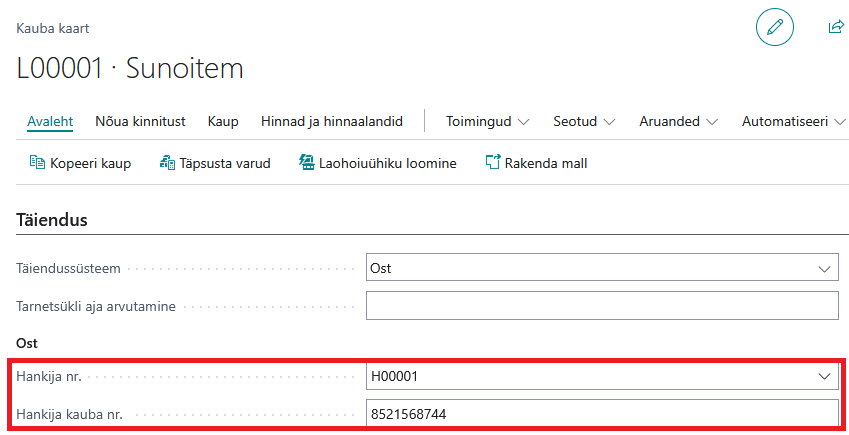 Kauba kaart
L00001 · Sunoitem
Avaleht Nõua kinnitust Kaup Hinnad ja hinnaalandid Toimingud Seotud Aruanded Automatiseeri
Kopeeri kaup Täpsusta varud Laohoiuühiku loomine Rakenda mall
Täiendus
Täiendussüsteem Ost
Tarnetsükli aja arvutamine
Ost
Hankija nr. H00001
Hankija kauba nr. 8521568744